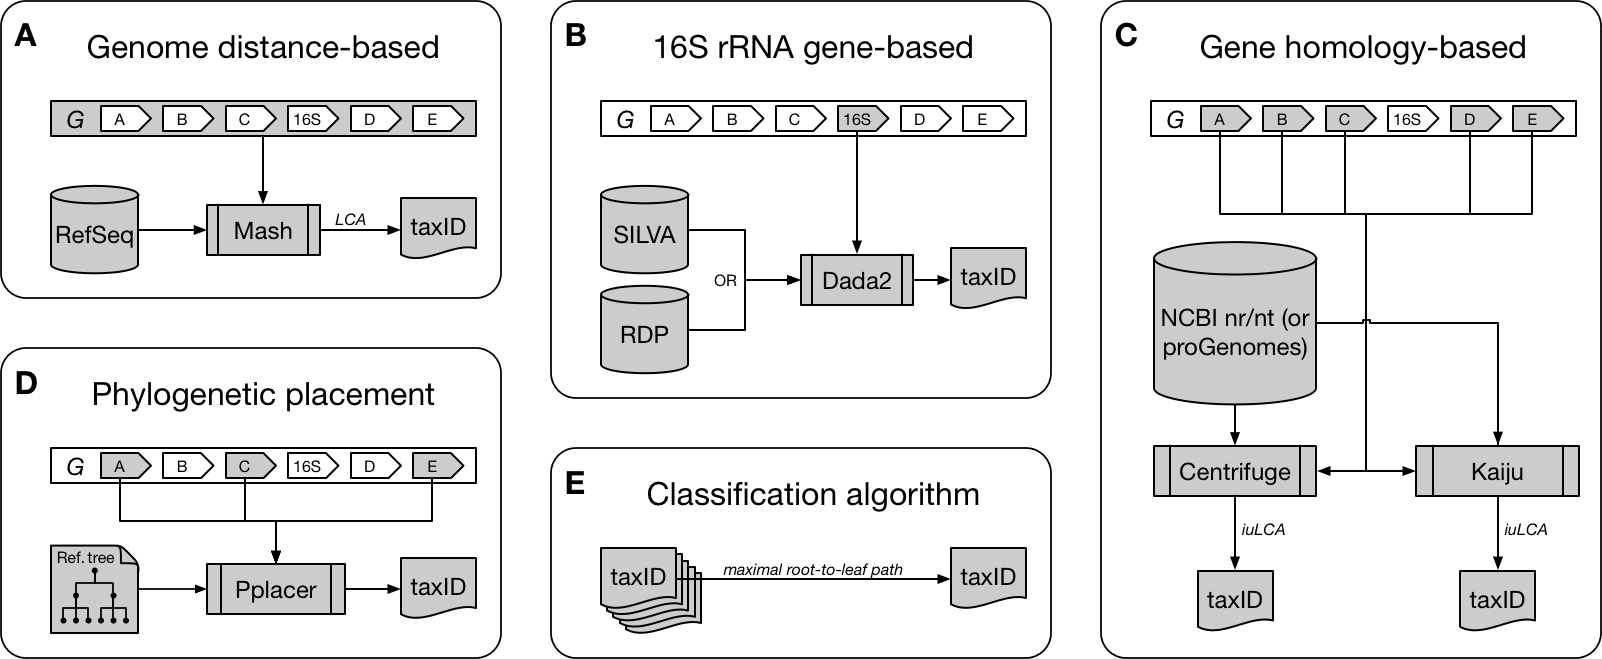 A
Genome distance-based
G A B C 16S D E
RefSeq
Mash
LCA
taxID
B
16S rRNA gene-based
G A B C 16S D E
SILVA
OR
RDP
Dada2
taxID
C
Gene homology-based
G A B C 16S D E
NCBI nr/nt (or
proGenomes)
Centrifuge
Kaiju
iuLCA
iuLCA
taxID
taxID
D
Phylogenetic placement
G A B C 16S D E
Ref. tree
Pplacer
taxID
E
Classification algorithm
taxID
maximal root-to-leaf path
taxID